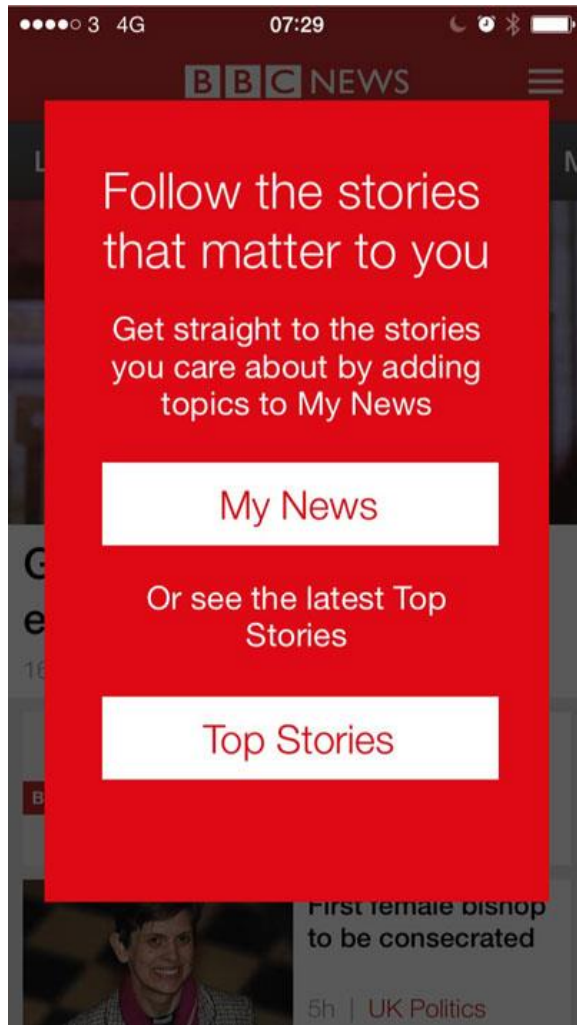 3 4G 07:29
BBC NEWS
L M
Follow the stories
that matter to you
Get straight to the stories
you care about by adding
topics to My News
My News
Or see the latest Top
Stories
Top Stories
G
e
16
B
First female bishop
to be consecrated
5h | UK Politics